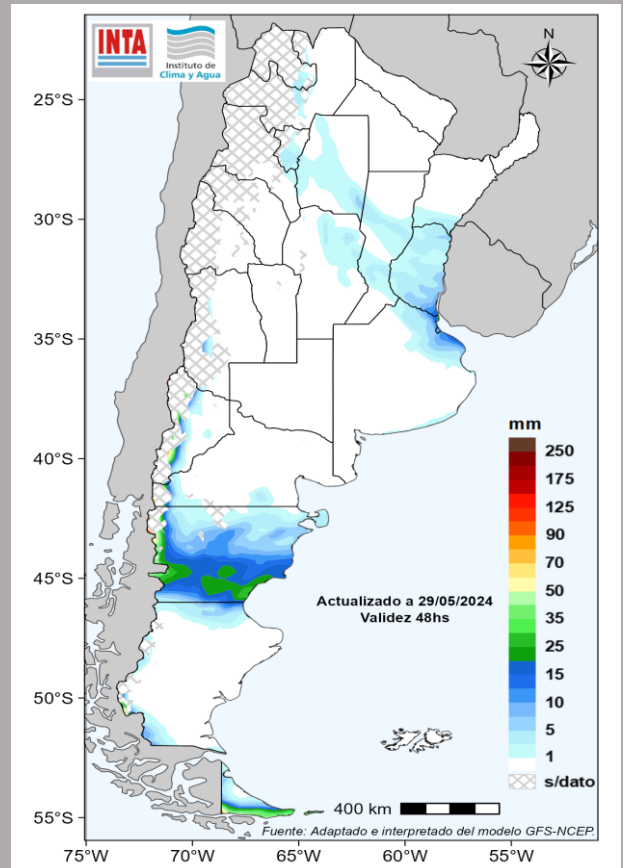 INTA
Instituto de
Clima y Agua
N
25°S
30°S
35°S
40°S
45°S
50°S
55°S
mm
250
175
125
90
70
50
35
25
15
10
5
1
s/dato
Actualizado a 29/05/2024
Validez 48hs
400 km
Fuente: Adaptado e interpretado del modelo GFS-NCEP.
75°W
70°W
65°W
60°W
55°W